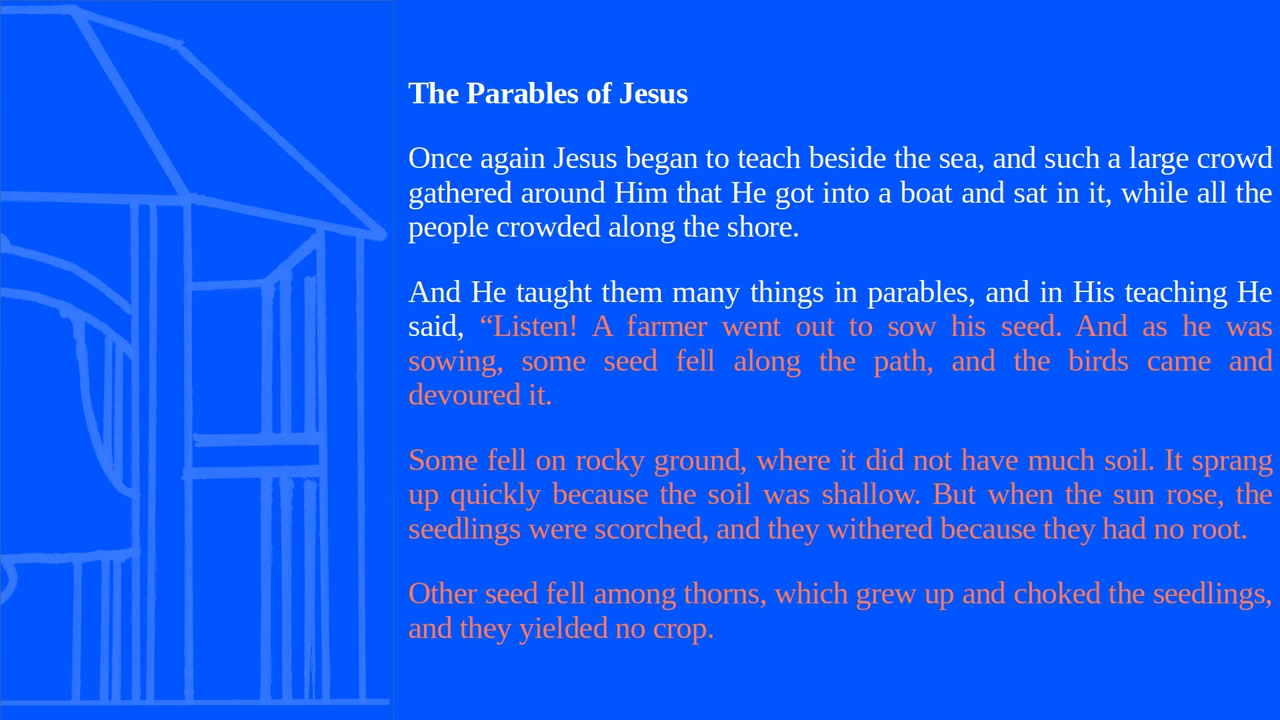 The Parables of Jesus
Once again Jesus began to teach beside the sea, and such a large crowd
gathered around Him that He got into a boat and sat in it, while all the
people crowded along the shore.
And He taught them many things in parables, and in His teaching He
said, “Listen! A farmer went out to sow his seed. And as he was
sowing, some seed fell along the path, and the birds came and
devoured it.
Some fell on rocky ground, where it did not have much soil. It sprang
up quickly because the soil was shallow. But when the sun rose, the
seedlings were scorched, and they withered because they had no root.
Other seed fell among thorns, which grew up and choked the seedlings,
and they yielded no crop.